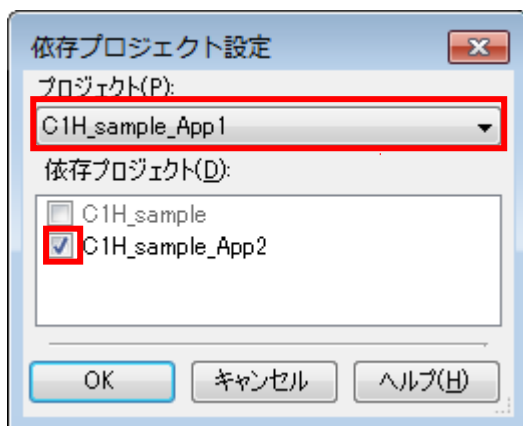 依存プロジェクト設定
プロジェクト(P):
C1H_sample_App1
依存プロジェクト(D):
C1H_sample
C1H_sample_App2
OK キャンセル ヘルプ(H)